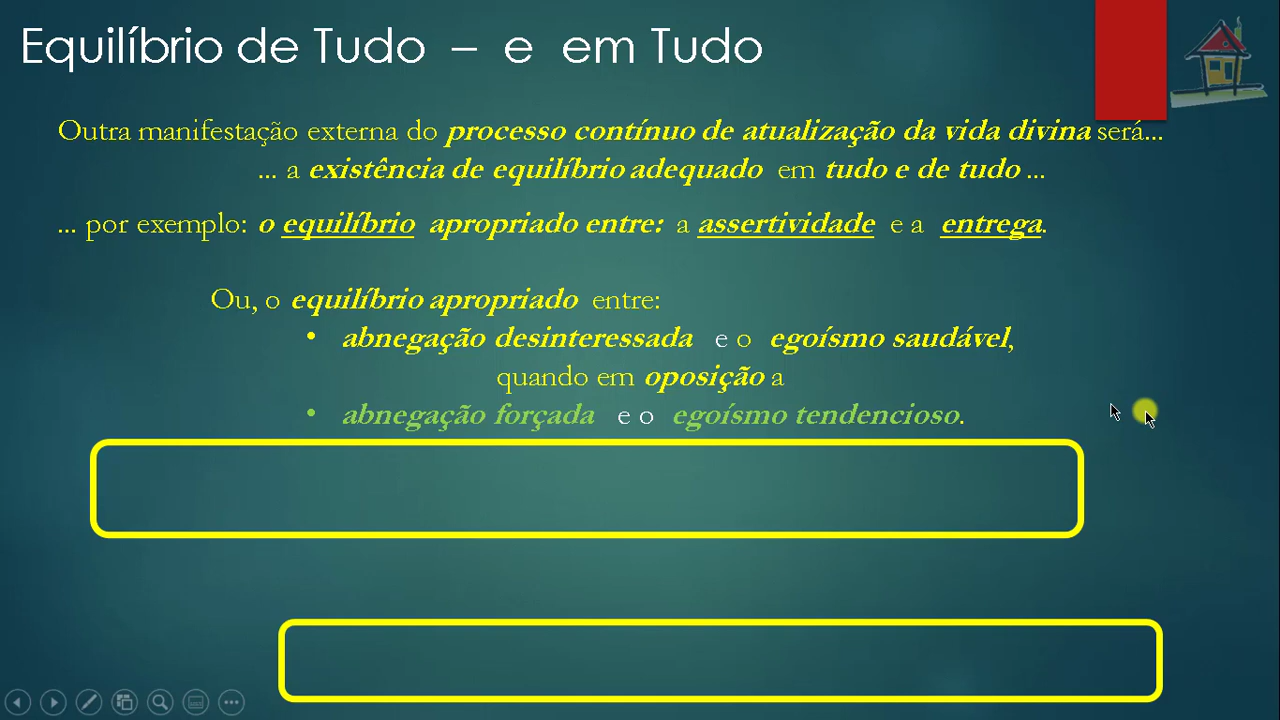 Equilíbrio de Tudo – e em Tudo
Outra manifestação externa do processo contínuo de atualização da vida divina será...
... a existência de equilíbrio adequado em tudo e de tudo ...
... por exemplo: o equilíbrio apropriado entre: a assertividade e a entrega.
Ou, o equilíbrio apropriado entre:
• abnegação desinteressada e o egoísmo saudável,
quando em oposição a
• abnegação forçada e o egoísmo tendencioso.